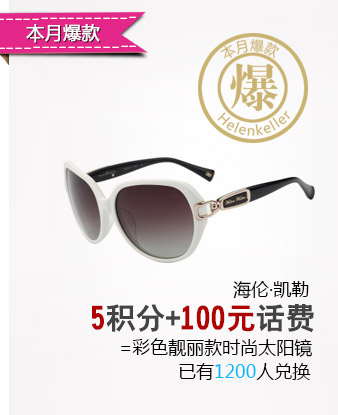 本月爆款
本月爆款
爆
Helenkeller
海伦·凯勒
5积分+100元话费
=彩色靓丽款时尚太阳镜
已有1200人兑换